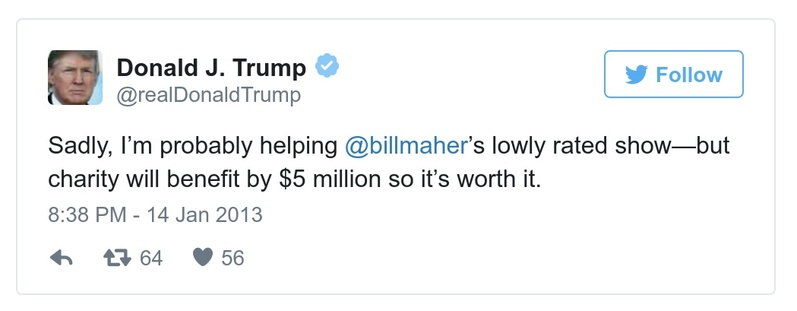 Donald J. Trump
@realDonaldTrump
Follow
Sadly, I’m probably helping @billmaher’s lowly rated show—but
charity will benefit by $5 million so it’s worth it.
8:38 PM - 14 Jan 2013
64 56